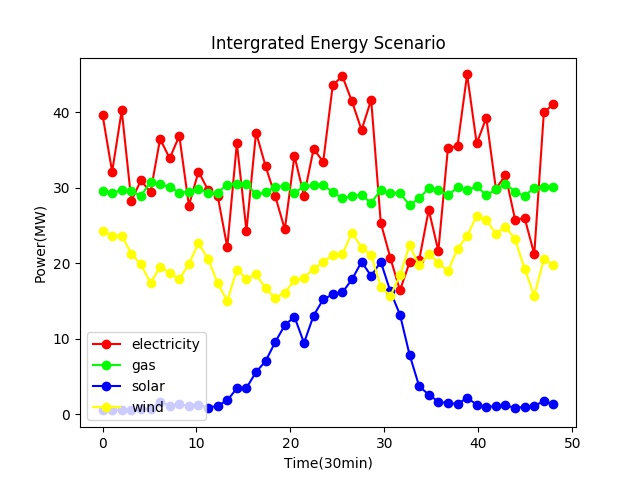 Intergrated Energy Scenario
Power(MW)
40
30
20
10
0
electricity
gas
solar
wind
0 10 20 30 40 50
Time(30min)